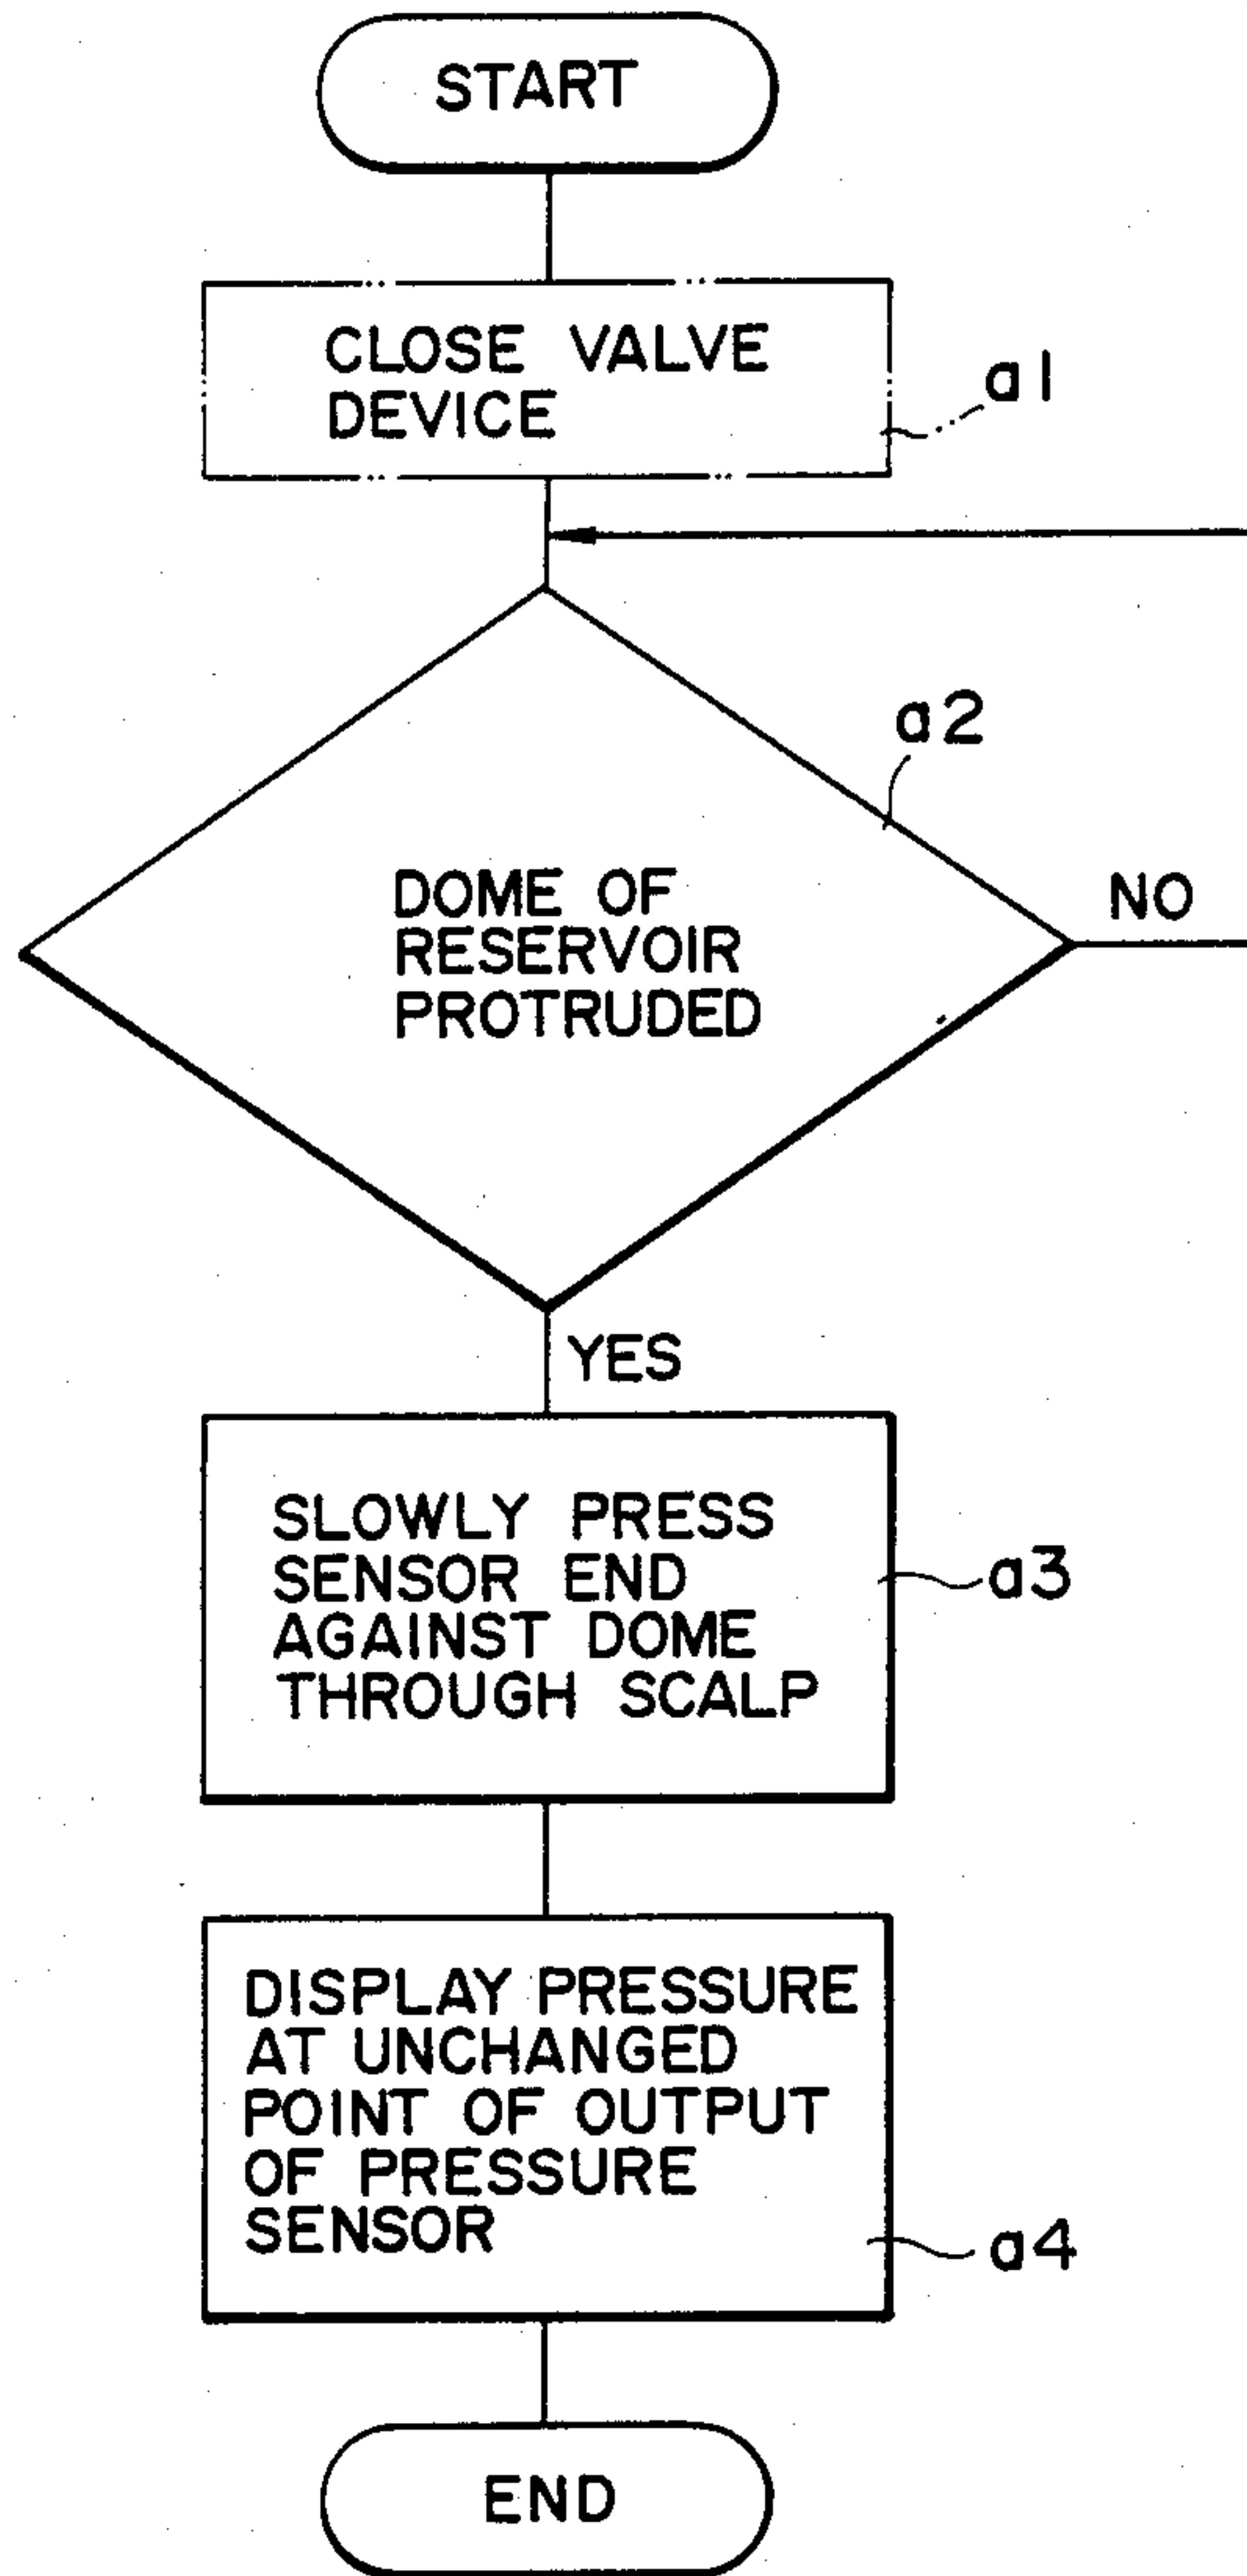 START
CLOSE VALVE
DEVICE
a1
a2
DOME OF
RESERVOIR
PROTRUDED
NO
YES
SLOWLY PRESS
SENSOR END
AGAINST DOME
THROUGH SCALP
a3
DISPLAY PRESSURE
AT UNCHANGED
POINT OF OUTPUT
OF PRESSURE
SENSOR
a4
END